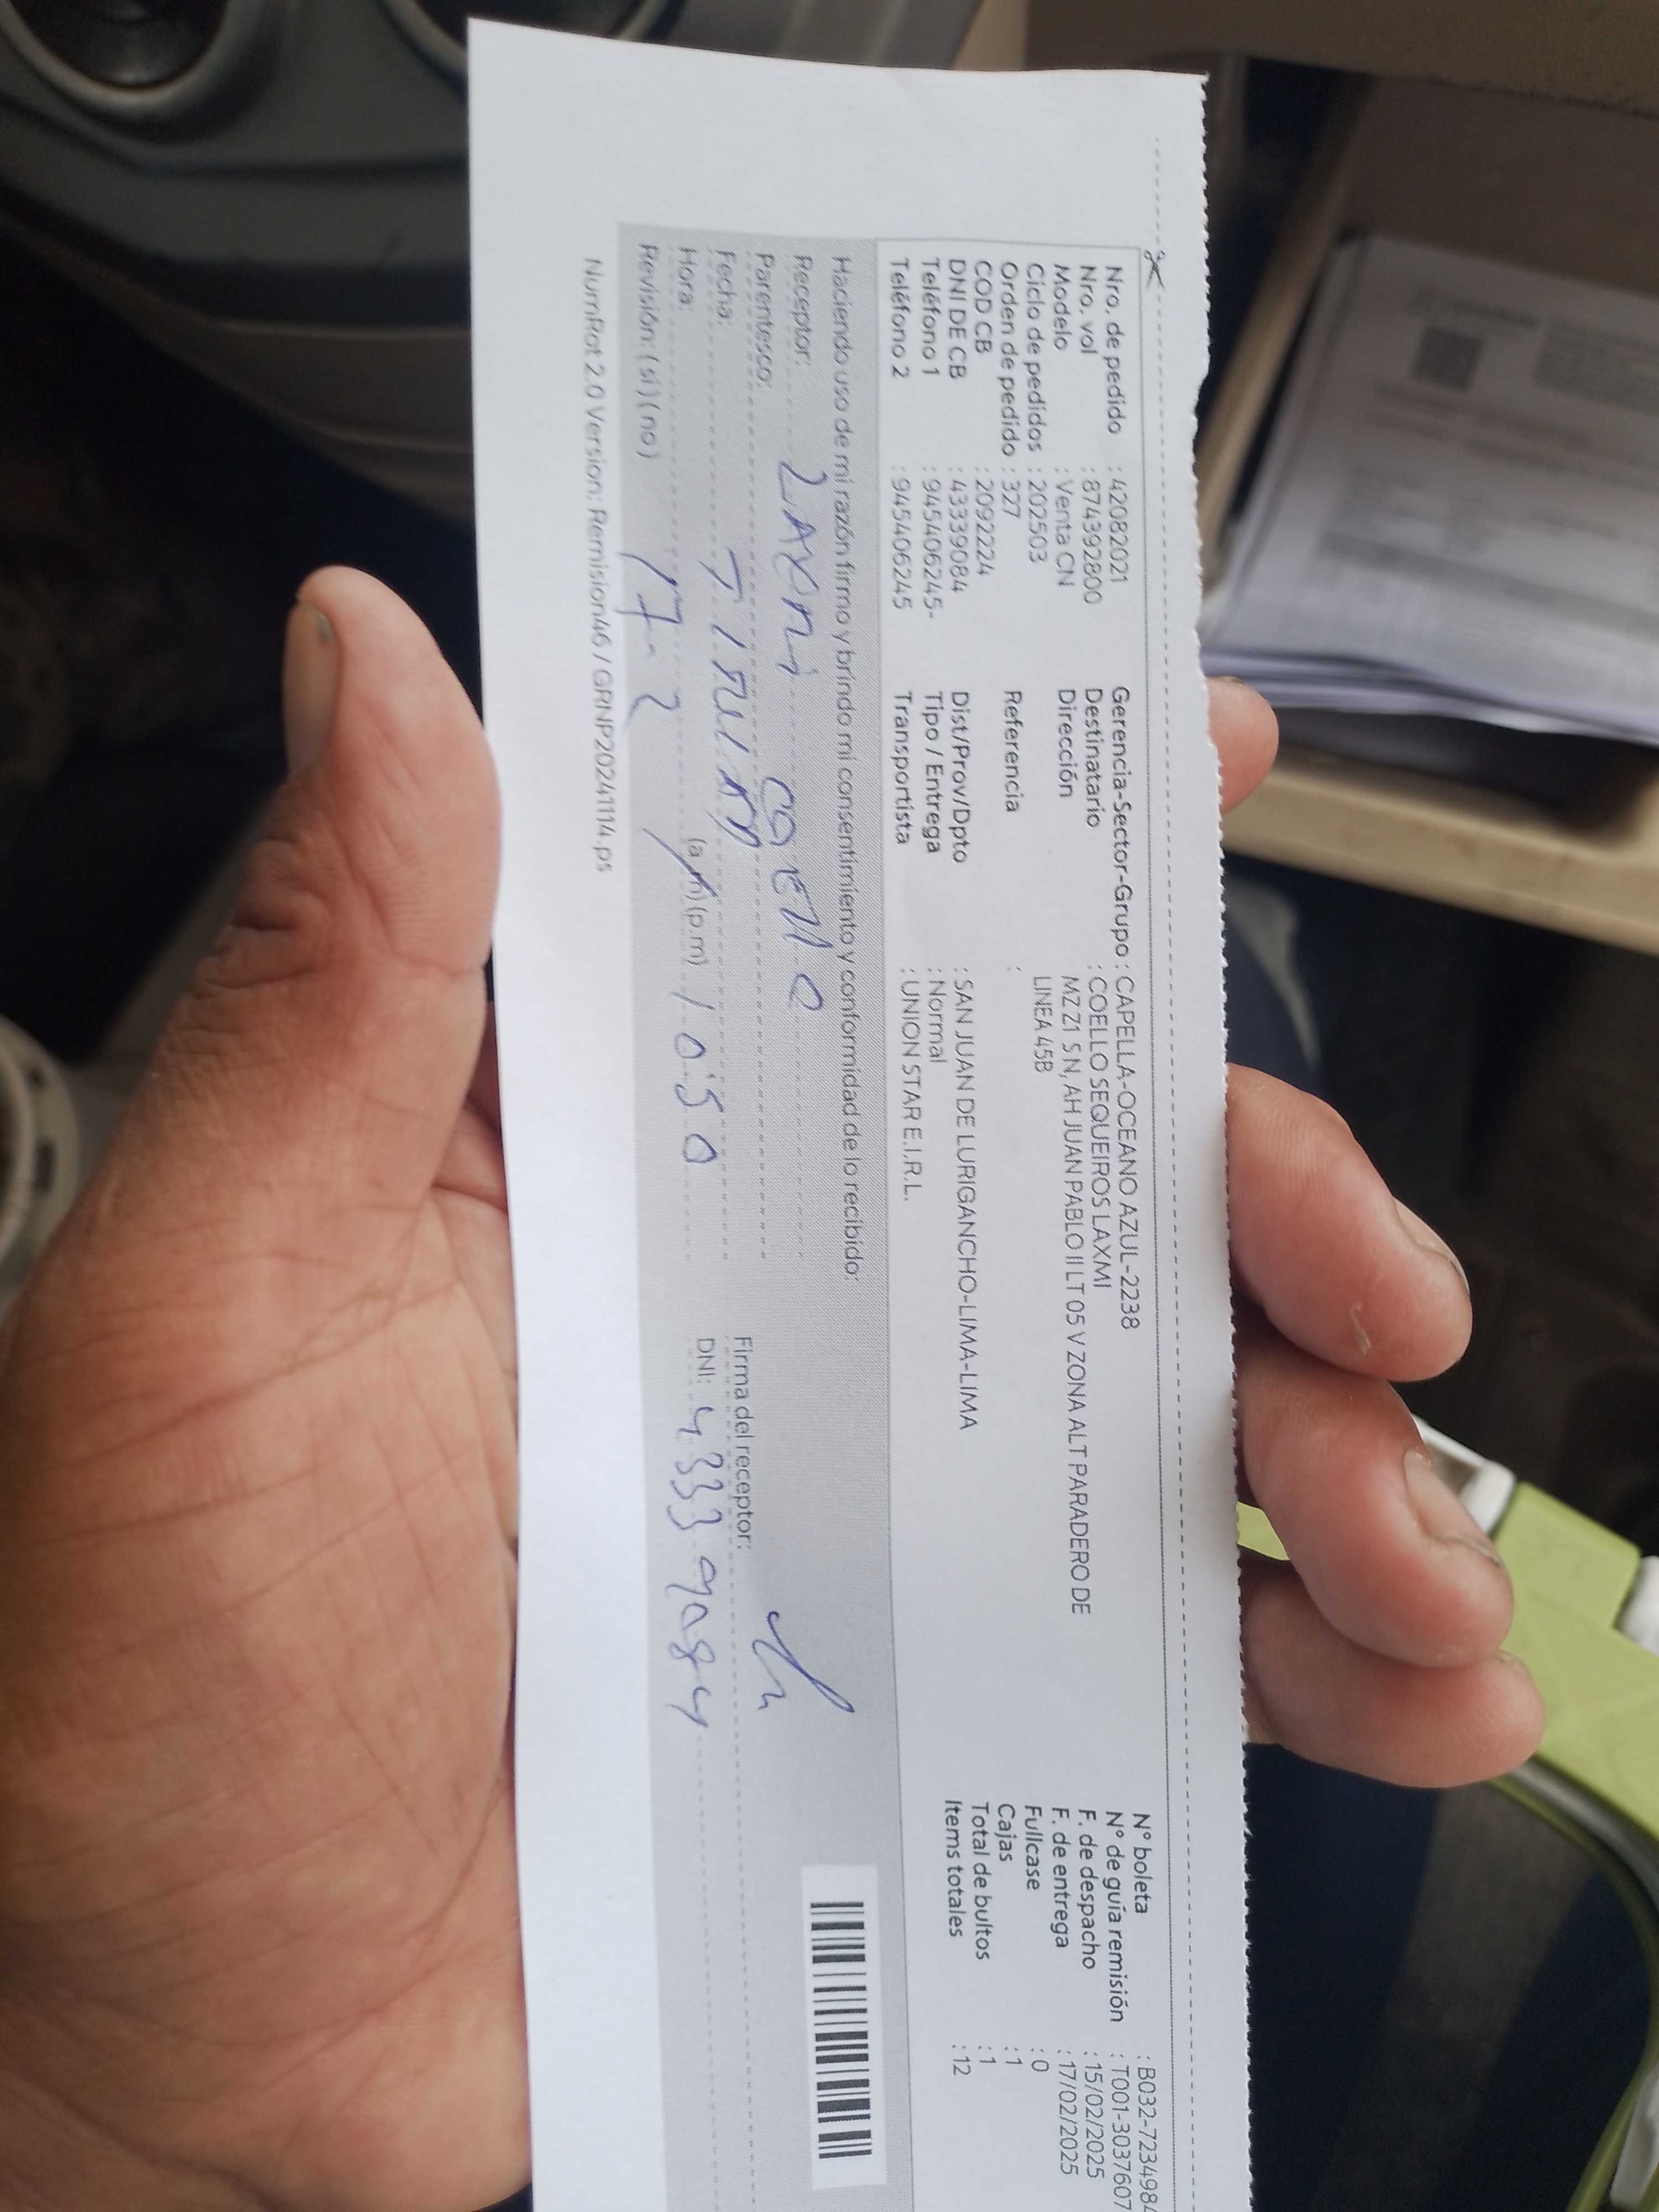 Nro. de pedido : 42082021 Gerencia-Sector-Grupo : CAPELLA-OCEANO AZUL-2238 N° boleta : B032-7234984
Nro. vol : 874392800 Destinatario : COELLO SEQUEIROS LAXMI N° de guía remisión : T001-3037607
Modelo : Venta CN Dirección MZ Z1 SN, AH JUAN PABLO II LT 05 V ZONA ALT PARADERO DE F. de despacho : 15/02/2025
Ciclo de pedidos : 202503 LINEA 45B F. de entrega : 17/02/2025
Orden de pedido : 327 Referencia : Fullcase : 0
COD CB : 2092224 Cajas : 1
DNI DE CB : 43339084 Dist/Prov/Dpto : SAN JUAN DE LURIGANCHO-LIMA-LIMA Total de bultos : 1
Teléfono 1 : 945406245- Tipo / Entrega : Normal Items totales : 12
Teléfono 2 : 945406245 Transportista : UNION STAR E.I.R.L.
Haciendo uso de mi razón firmo y brindo mi consentimiento y conformidad de lo recibido:
Receptor: LAXMI COELLO
Parentesco:
Fecha: Firma del receptor:
Hora: 17-2 (a.m) (p.m) 10:50 DNI: 43339084
Revisión: (si) (no)
NumRot 2.0 Version: Remision46 / GRNP20241114.ps